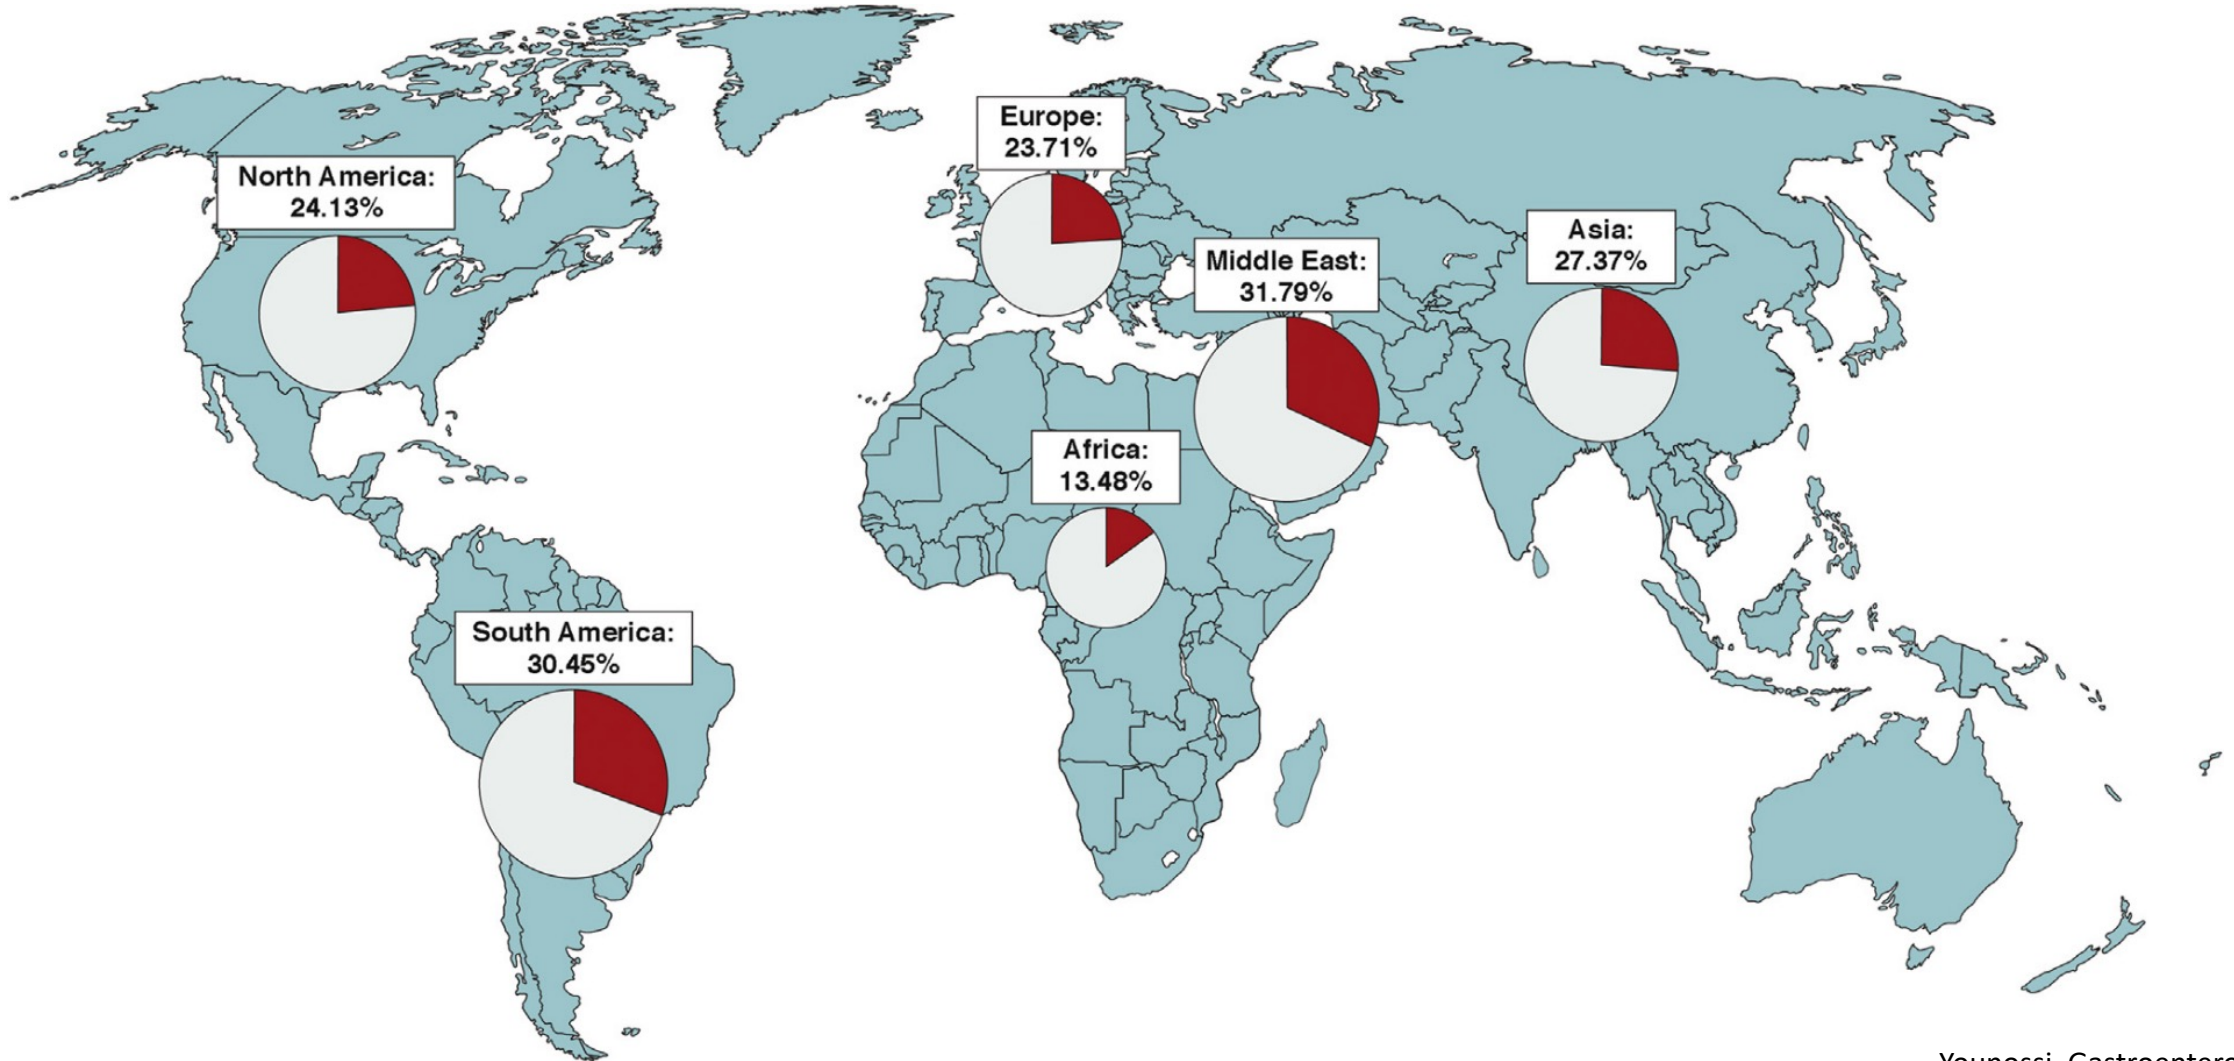 Europe:
23.71%
North America:
24.13%
Asia:
27.37%
Middle East:
31.79%
Africa:
13.48%
South America:
30.45%